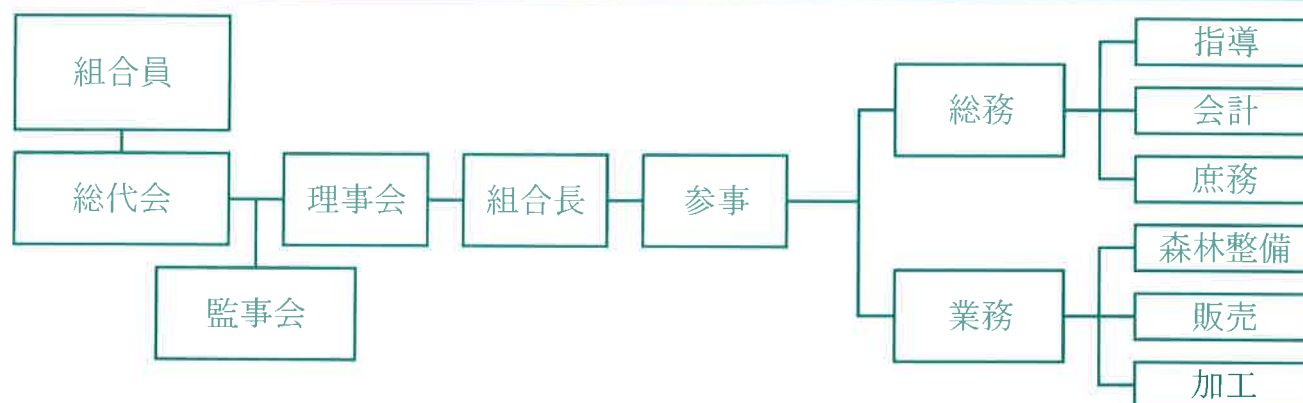 組合員
総代会
監事会
理事会
組合長
参事
総務
指導
会計
庶務
業務
森林整備
販売
加工